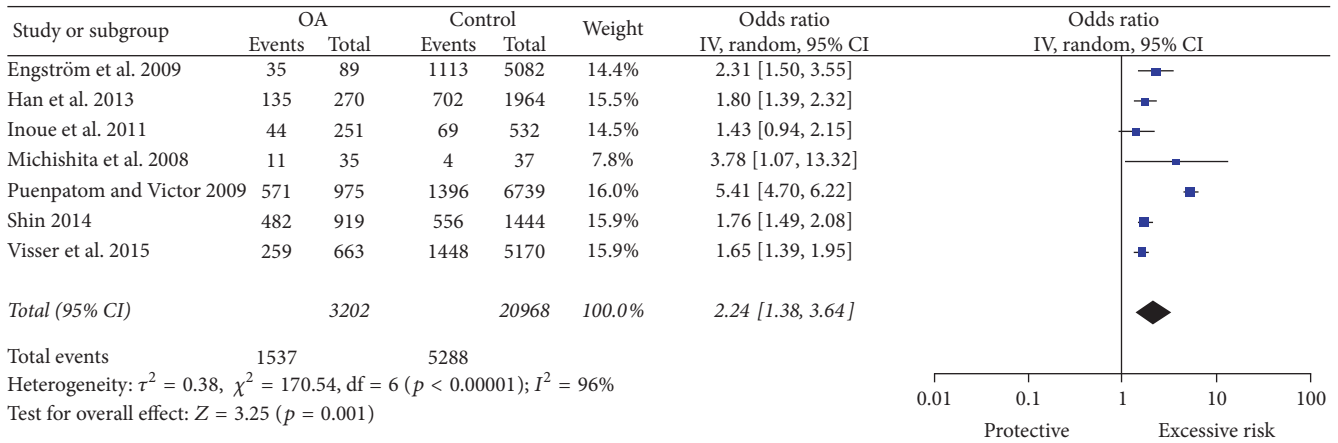 Study or subgroup OA Control Weight Odds ratio Odds ratio
Events Total Events Total IV, random, 95% CI IV, random, 95% CI
Engström et al. 2009 35 89 1113 5082 14.4% 2.31 [1.50, 3.55]
Han et al. 2013 135 270 702 1964 15.5% 1.80 [1.39, 2.32]
Inoue et al. 2011 44 251 69 532 14.5% 1.43 [0.94, 2.15]
Michishita et al. 2008 11 35 4 37 7.8% 3.78 [1.07, 13.32]
Puenpatom and Victor 2009 571 975 1396 6739 16.0% 5.41 [4.70, 6.22]
Shin 2014 482 919 556 1444 15.9% 1.76 [1.49, 2.08]
Visser et al. 2015 259 663 1448 5170 15.9% 1.65 [1.39, 1.95]
Total (95% CI) 3202 20968 100.0% 2.24 [1.38, 3.64]
Total events 1537 5288
Heterogeneity: τ² = 0.38, χ² = 170.54, df = 6 (p < 0.00001); I² = 96%
Test for overall effect: Z = 3.25 (p = 0.001)
0.01 0.1 1 10 100
Protective Excessive risk